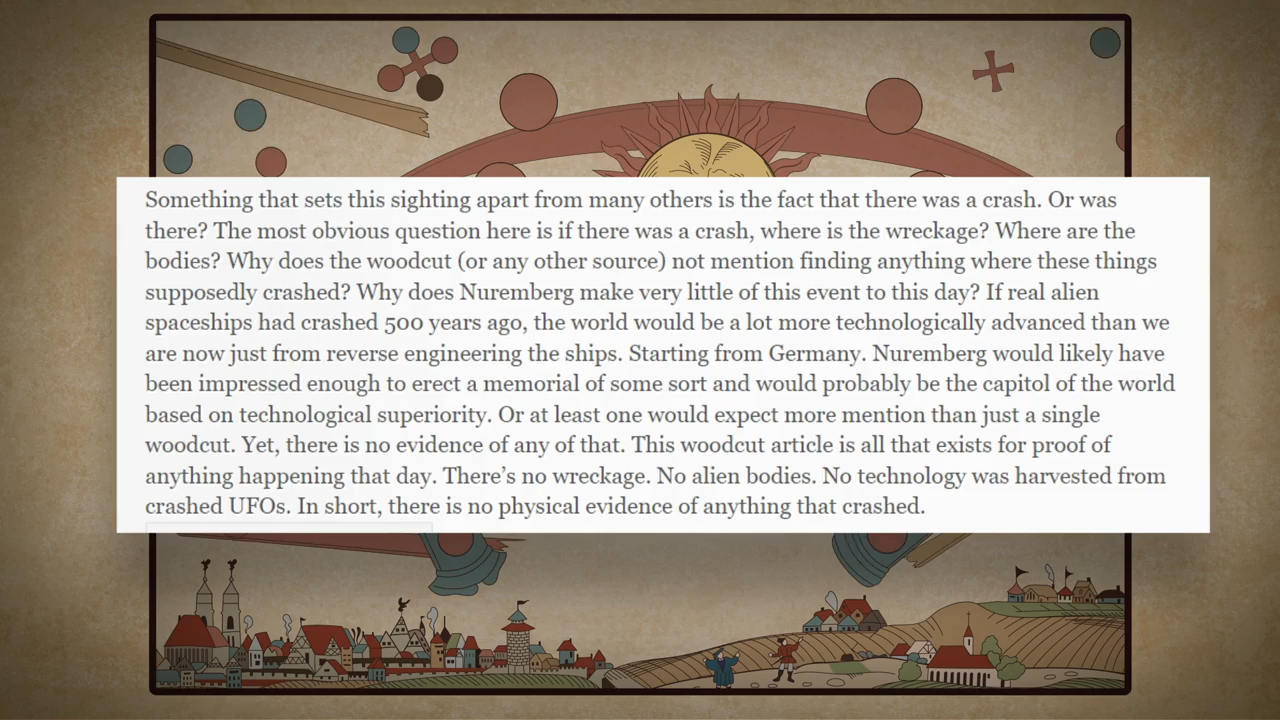 Something that sets this sighting apart from many others is the fact that there was a crash. Or was
there? The most obvious question here is if there was a crash, where is the wreckage? Where are the
bodies? Why does the woodcut (or any other source) not mention finding anything where these things
supposedly crashed? Why does Nuremberg make very little of this event to this day? If real alien
spaceships had crashed 500 years ago, the world would be a lot more technologically advanced than we
are now just from reverse engineering the ships. Starting from Germany. Nuremberg would likely have
been impressed enough to erect a memorial of some sort and would probably be the capitol of the world
based on technological superiority. Or at least one would expect more mention than just a single
woodcut. Yet, there is no evidence of any of that. This woodcut article is all that exists for proof of
anything happening that day. There’s no wreckage. No alien bodies. No technology was harvested from
crashed UFOs. In short, there is no physical evidence of anything that crashed.